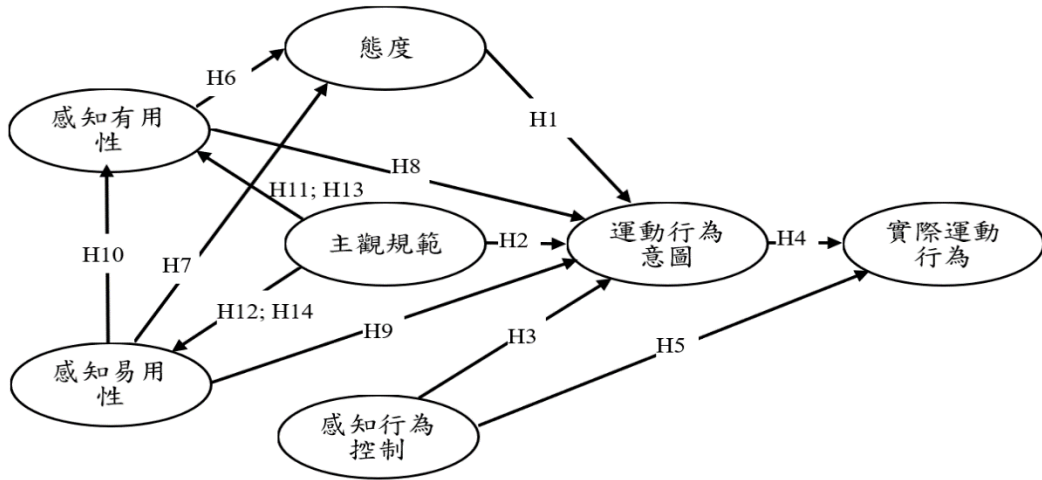 態度
H6
H1
感知有用
性
H8
H11; H13
主觀規範
H2
運動行為
意圖
H4
實際運動
行為
H10
H7
H12; H14
H9
H3
H5
感知易用
性
感知行為
控制